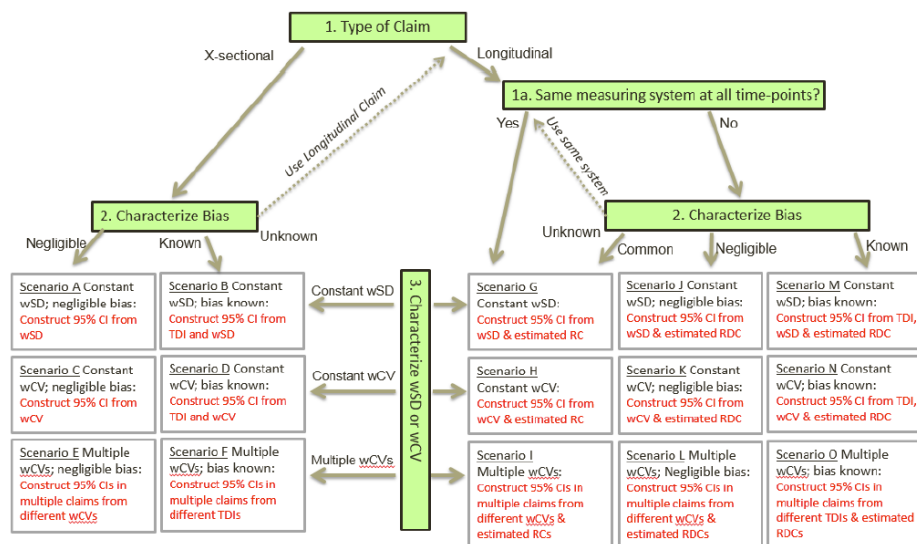 1. Type of Claim
X-sectional
Longitudinal
1a. Same measuring system at all time-points?
Use Longitudinal Claim
Yes
Use same system
No
2. Characterize Bias
2. Characterize Bias
Negligible
Known
Unknown
Unknown
Common
Negligible
Known
Scenario A Constant
wSD; negligible bias:
Construct 95% CI from
wSD
Scenario B Constant
wSD; bias known:
Construct 95% CI from
TDI and wSD
Constant wSD
3. Characterize wSD or wCV
Scenario G
Constant wSD:
Construct 95% CI from
wSD & estimated RC
Scenario J Constant
wSD; negligible bias:
Construct 95% CI from
wSD & estimated RDC
Scenario M Constant
wSD; bias known:
Construct 95% CI from TDI,
wSD & estimated RDC
Scenario C Constant
wCV; negligible bias:
Construct 95% CI from
wCV
Scenario D Constant
wCV; bias known:
Construct 95% CI from
TDI and wCV
Constant wCV
Scenario H
Constant wCV:
Construct 95% CI from
wCV & estimated RC
Scenario K Constant
wCV; negligible bias:
Construct 95% CI from
wCV & estimated RDC
Scenario N Constant
wCV; bias known:
Construct 95% CI from TDI,
wCV & estimated RDC
Scenario E Multiple
wCVs; negligible bias:
Construct 95% CIs in
multiple claims from
different wCVs
Scenario F Multiple
wCVs; bias known:
Construct 95% CIs in
multiple claims from
different TDIs
Multiple wCVs
Scenario I
Multiple wCVs:
Construct 95% CIs in
multiple claims from
different wCVs &
estimated RCs
Scenario L Multiple
wCVs; Negligible bias:
Construct 95% CIs in
multiple claims from
different wCVs &
estimated RDCs
Scenario O Multiple
wCVs; bias known:
Construct 95% CIs in
multiple claims from
different TDIs & estimated
RDCs